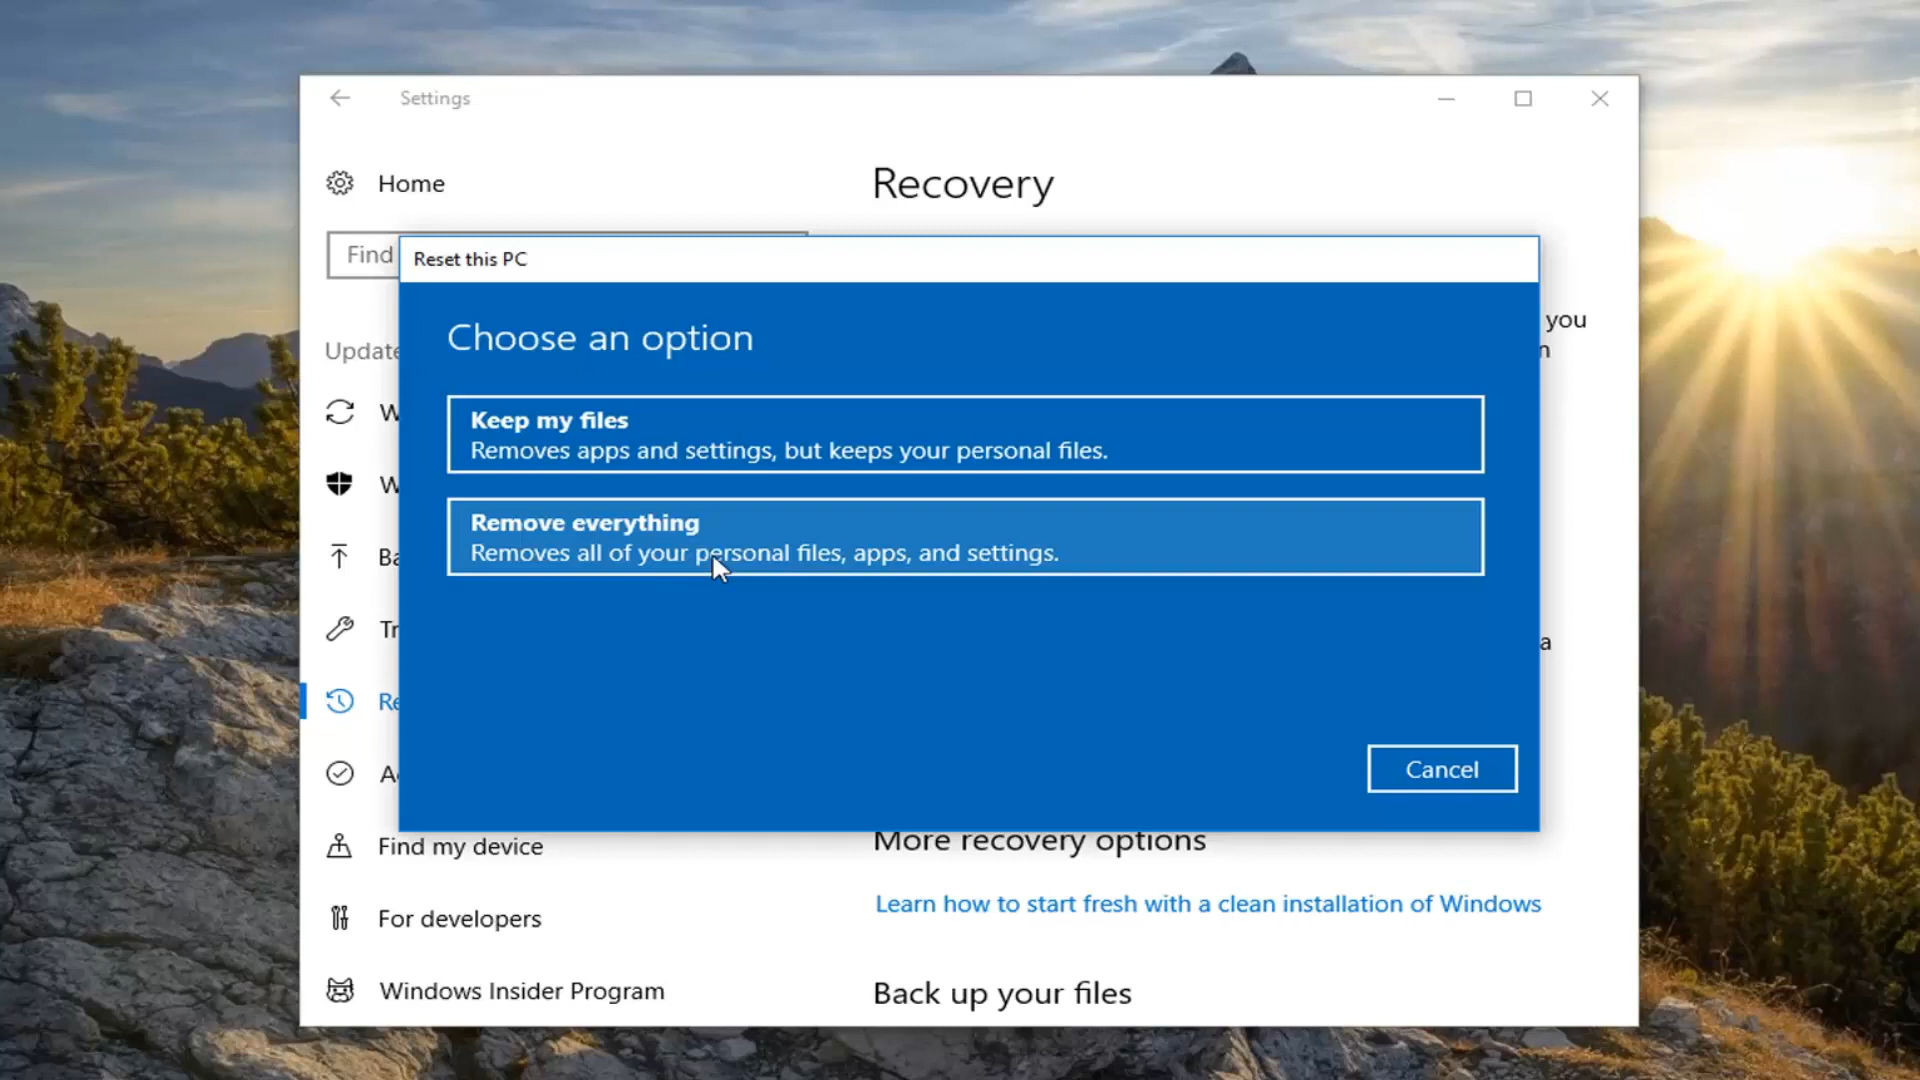 Settings
Home
Recovery
Find
Reset this PC
Choose an option
you
n
Update
Keep my files
Removes apps and settings, but keeps your personal files.
W
W
Remove everything
Removes all of your personal files, apps, and settings.
Ba
Tr
a
Re
Cancel
A
More recovery options
Find my device
Learn how to start fresh with a clean installation of Windows
For developers
Windows Insider Program
Back up your files